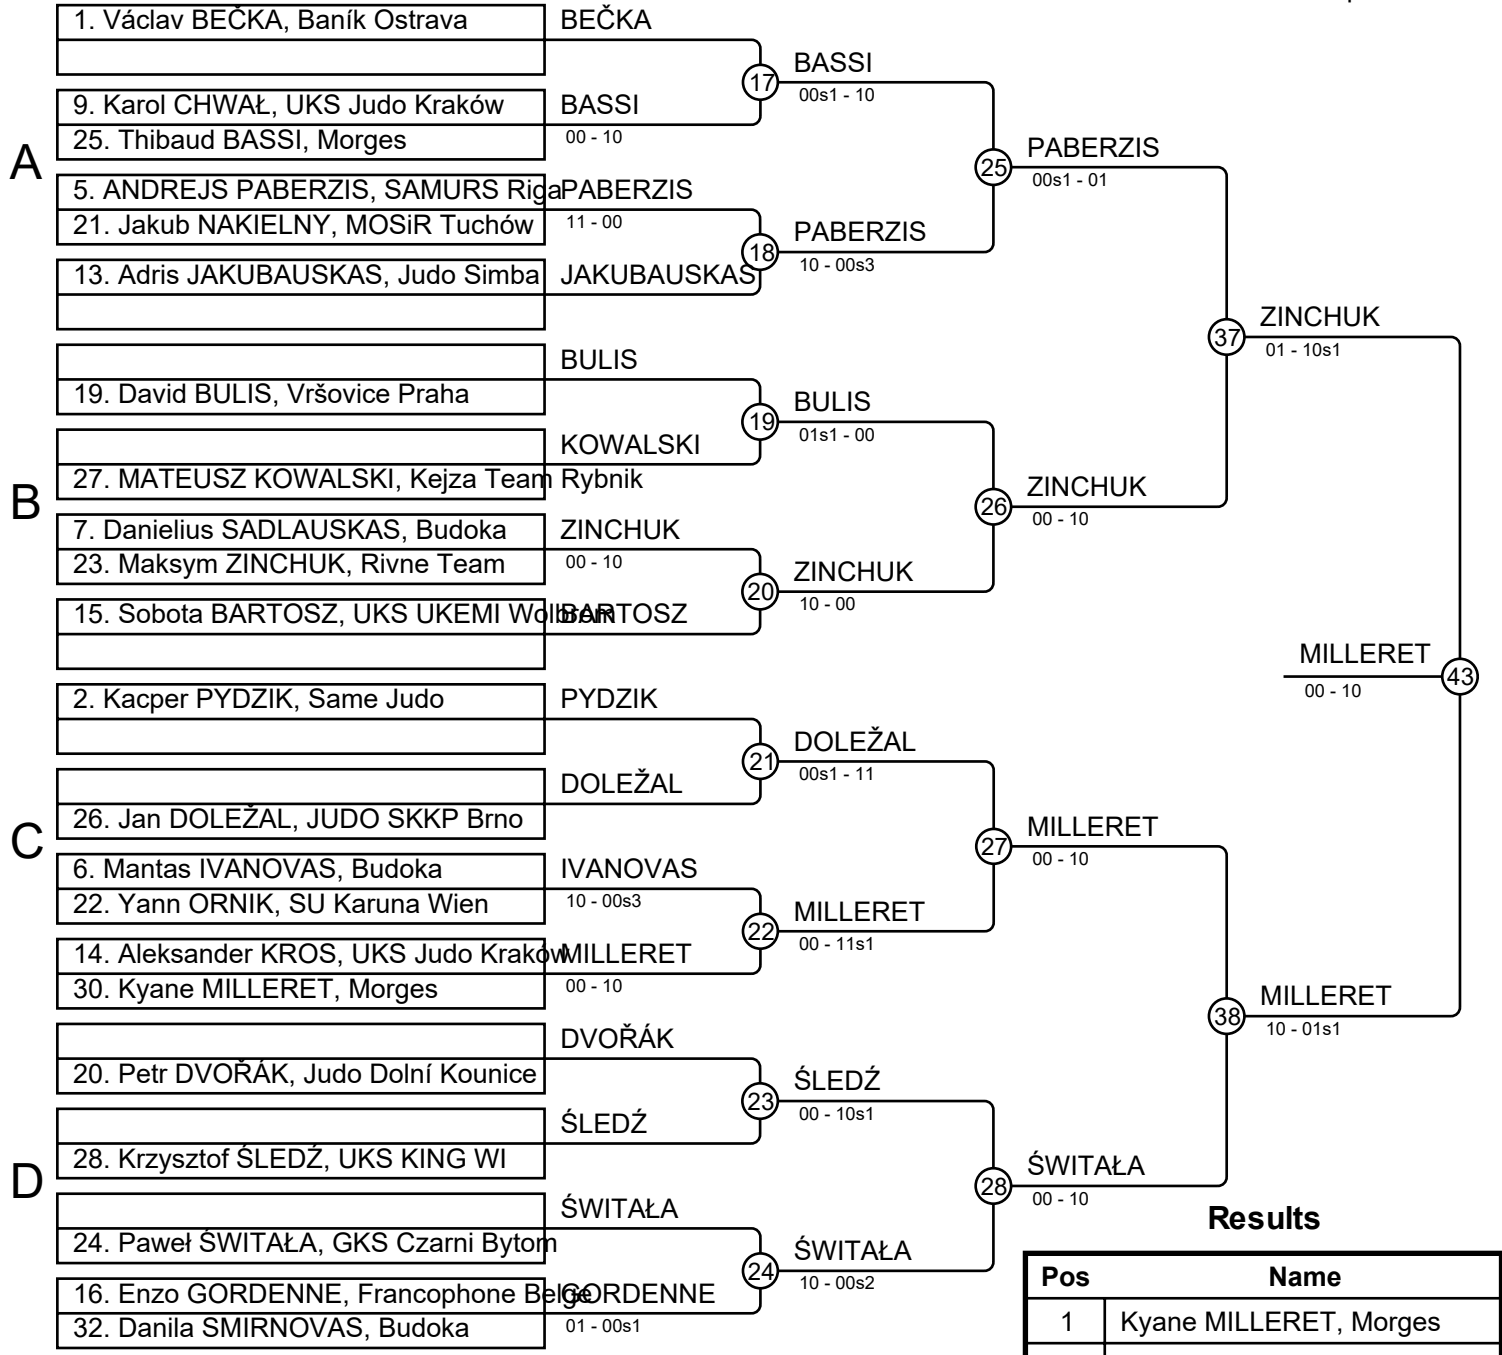 1. Václav BEČKA, Baník Ostrava
BEČKA
17
BASSI
00s1 - 10
9. Karol CHWAŁ, UKS Judo Kraków
BASSI
25. Thibaud BASSI, Morges
00 - 10
A
25
PABERZIS
00s1 - 01
5. ANDREJS PABERZIS, SAMURS Riga
PABERZIS
21. Jakub NAKIELNY, MOSiR Tuchów
11 - 00
18
PABERZIS
10 - 00s3
13. Adris JAKUBAUSKAS, Judo Simba
JAKUBAUSKAS
37
ZINCHUK
01 - 10s1
BULIS
19. David BULIS, Vršovice Praha
19
BULIS
01s1 - 00
KOWALSKI
27. MATEUSZ KOWALSKI, Kejza Team Rybnik
B
26
ZINCHUK
00 - 10
7. Danielius SADLAUSKAS, Budoka
ZINCHUK
23. Maksym ZINCHUK, Rivne Team
00 - 10
20
ZINCHUK
10 - 00
15. Sobota BARTOSZ, UKS UKEMI Wolbrom
BARTOSZ
MILLERET
43
00 - 10
2. Kacper PYDZIK, Same Judo
PYDZIK
21
DOLEŽAL
00s1 - 11
DOLEŽAL
26. Jan DOLEŽAL, JUDO SKKP Brno
C
27
MILLERET
00 - 10
6. Mantas IVANOVAS, Budoka
IVANOVAS
22. Yann ORNIK, SU Karuna Wien
10 - 00s3
22
MILLERET
00 - 11s1
14. Aleksander KROS, UKS Judo Kraków
MILLERET
30. Kyane MILLERET, Morges
00 - 10
38
MILLERET
10 - 01s1
DVOŘÁK
20. Petr DVOŘÁK, Judo Dolní Kounice
23
ŚLEDŹ
00 - 10s1
ŚLEDŹ
28. Krzysztof ŚLEDŹ, UKS KING WI
D
28
ŚWITAŁA
00 - 10
ŚWITAŁA
24. Paweł ŚWITAŁA, GKS Czarni Bytom
24
ŚWITAŁA
10 - 00s2
16. Enzo GORDENNE, Francophone Belge
GORDENNE
32. Danila SMIRNOVAS, Budoka
01 - 00s1
Results
Pos Name
1 Kyane MILLERET, Morges